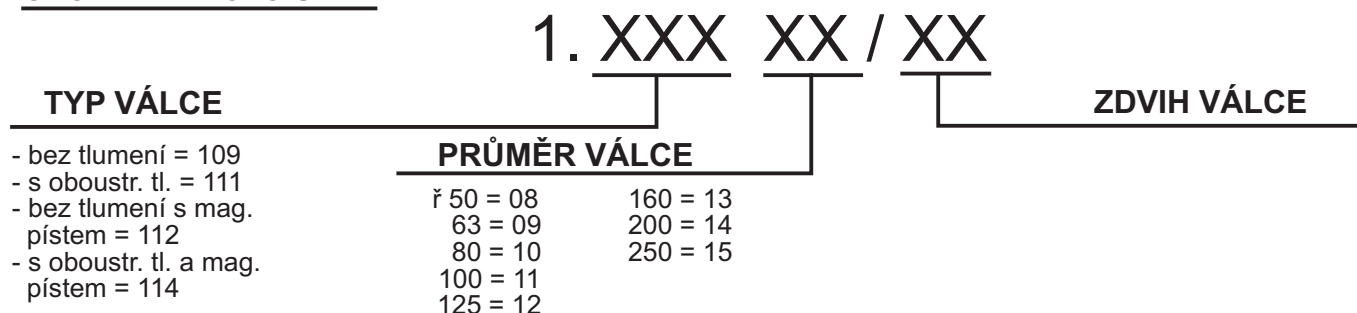 1. XXX XX / XX
TYP VÁLCE
ZDVIH VÁLCE
- bez tlumení = 109
- s oboustr. tl. = 111
- bez tlumení s mag.
pístem = 112
- s oboustr. tl. a mag.
pístem = 114
PRŮMĚR VÁLCE
ř 50 = 08
63 = 09
80 = 10
100 = 11
125 = 12
160 = 13
200 = 14
250 = 15